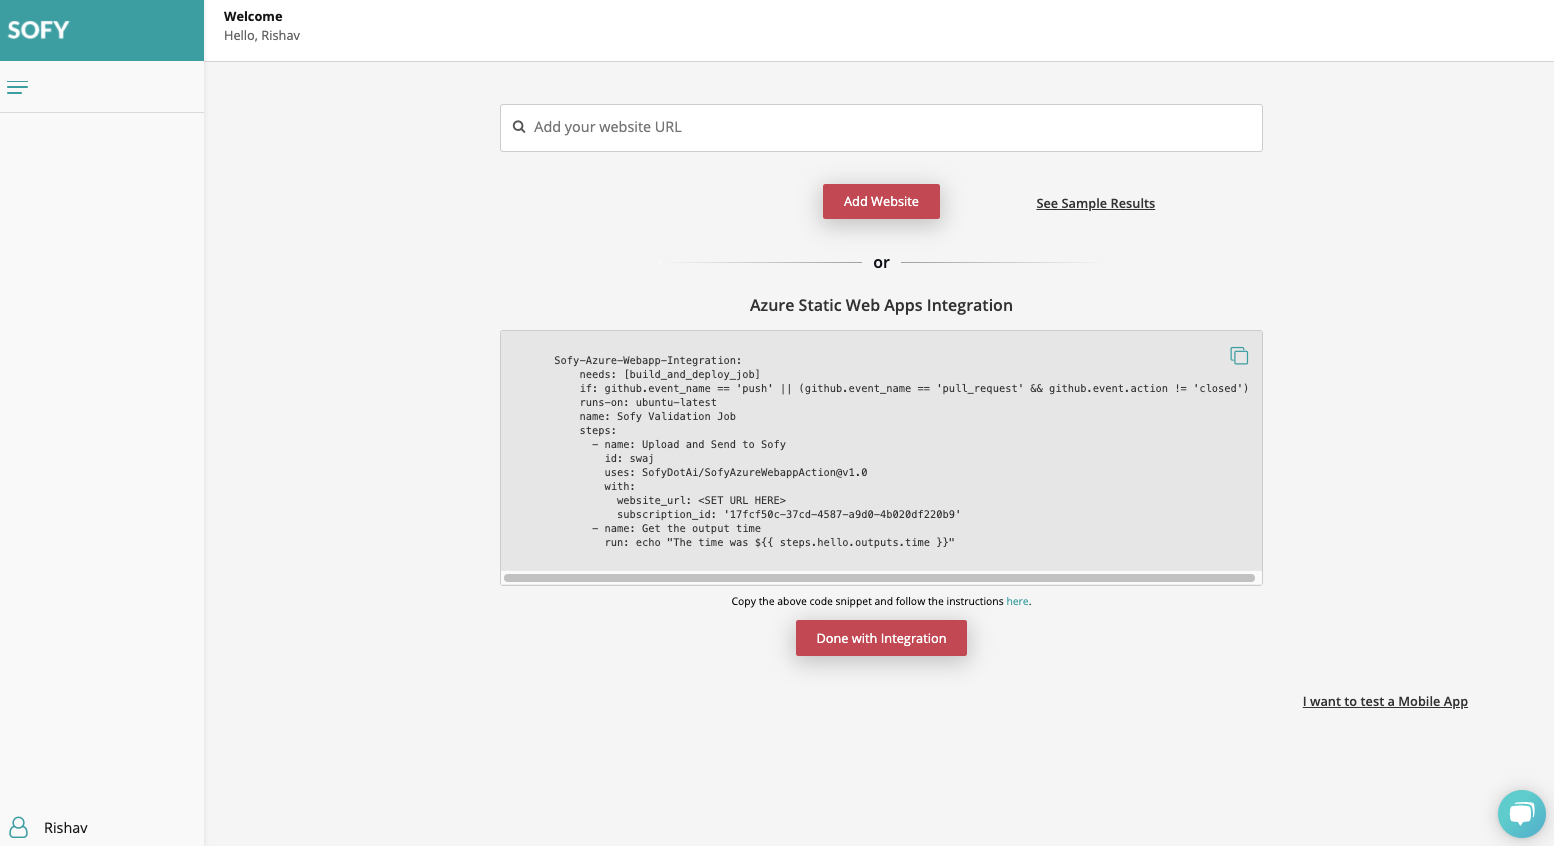 SOFY
Welcome
Hello, Rishav
Add your website URL
Add Website
See Sample Results
or
Azure Static Web Apps Integration
Sofy-Azure-Webapp-Integration:
needs: [build_and_deploy_job]
if: github.event_name == 'push' || (github.event_name == 'pull_request' && github.event.action != 'closed')
runs-on: ubuntu-latest
name: Sofy Validation Job
steps:
- name: Upload and Send to Sofy
id: swaj
uses: SofyDotAi/SofyAzureWebappAction@v1.0
with:
website_url: <SET URL HERE>
subscription_id: '17fcf50c-37cd-4587-a9d0-4b020df220b9'
- name: Get the output time
run: echo "The time was ${{ steps.hello.outputs.time }}"
Copy the above code snippet and follow the instructions here.
Done with Integration
I want to test a Mobile App
Rishav